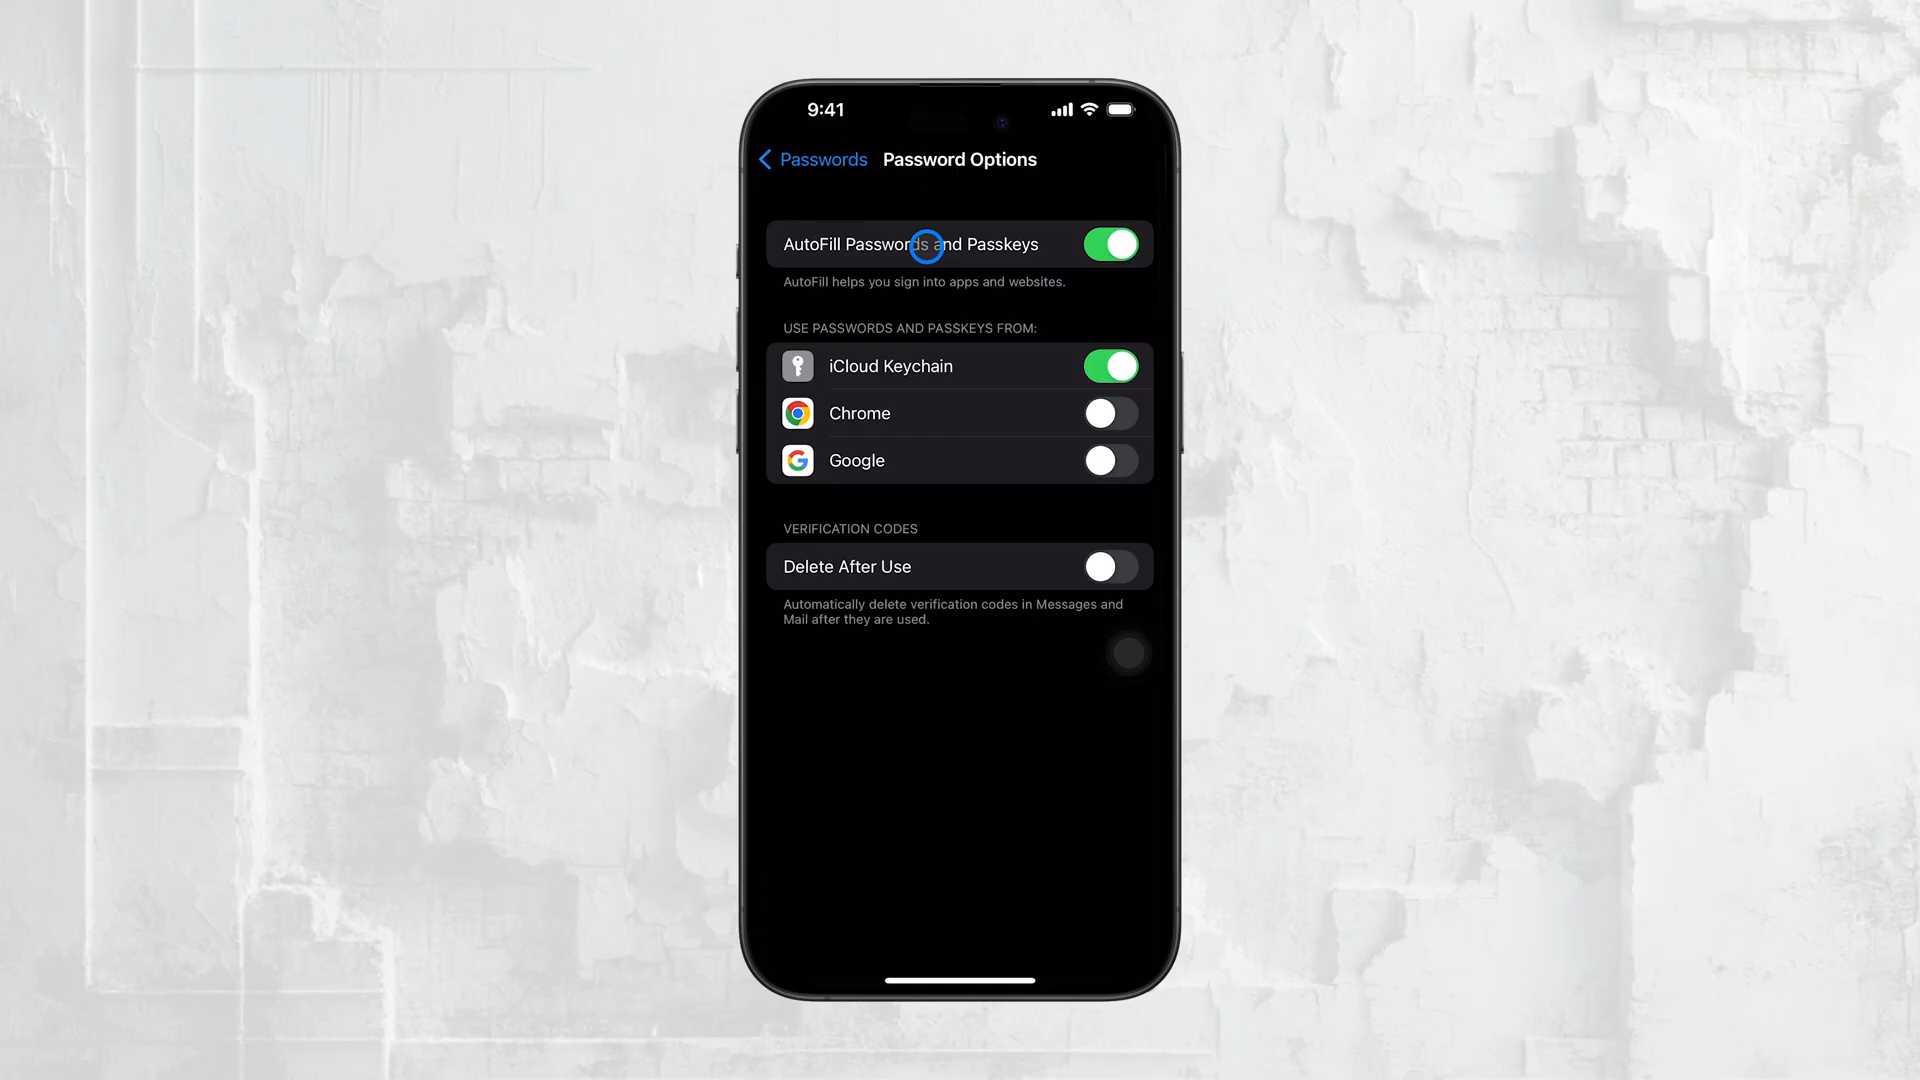 9:41
Passwords Password Options
AutoFill Passwords and Passkeys
AutoFill helps you sign into apps and websites.
USE PASSWORDS AND PASSKEYS FROM:
iCloud Keychain
Chrome
Google
VERIFICATION CODES
Delete After Use
Automatically delete verification codes in Messages and
Mail after they are used.